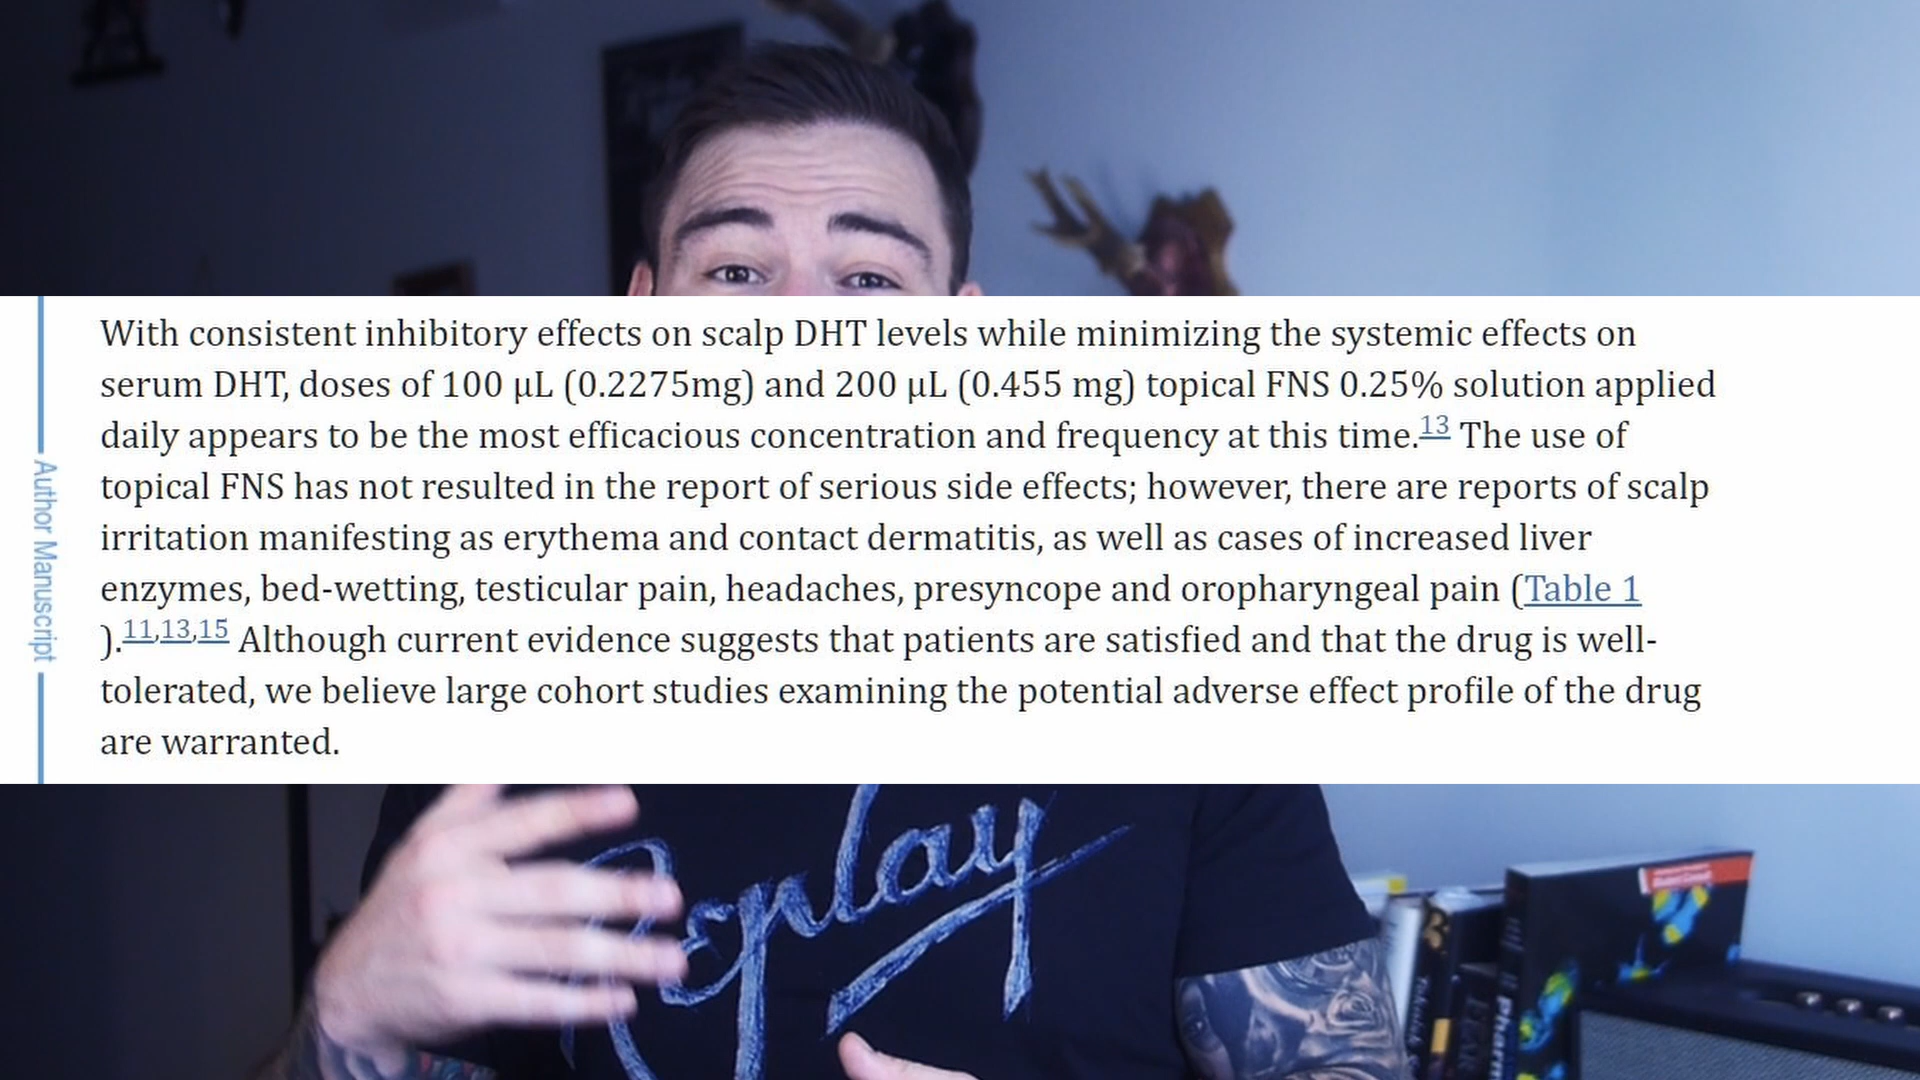 With consistent inhibitory effects on scalp DHT levels while minimizing the systemic effects on
serum DHT, doses of 100 µL (0.2275mg) and 200 µL (0.455 mg) topical FNS 0.25% solution applied
daily appears to be the most efficacious concentration and frequency at this time.13 The use of
topical FNS has not resulted in the report of serious side effects; however, there are reports of scalp
irritation manifesting as erythema and contact dermatitis, as well as cases of increased liver
enzymes, bed-wetting, testicular pain, headaches, presyncope and oropharyngeal pain (Table 1
).11,13,15 Although current evidence suggests that patients are satisfied and that the drug is well-
tolerated, we believe large cohort studies examining the potential adverse effect profile of the drug
are warranted.
Author Manuscript
Replay